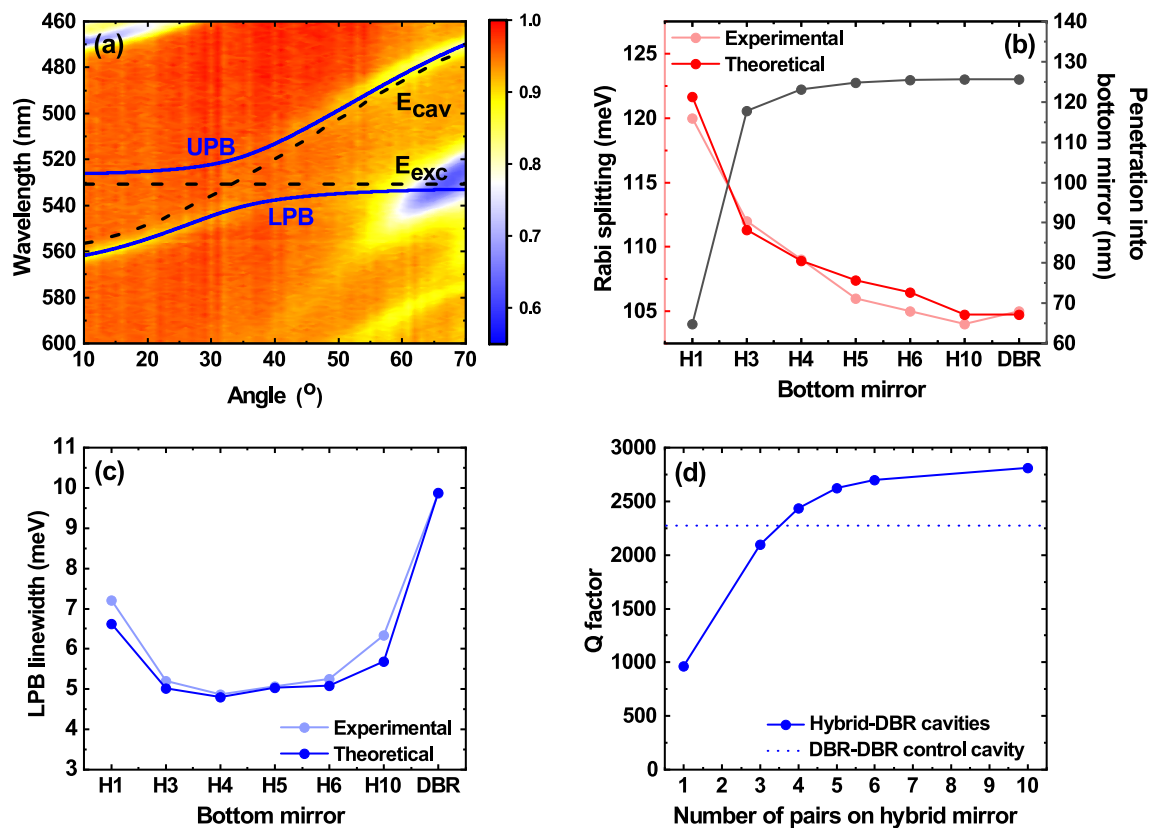 (a)
UPB
E_cav
E_exc
LPB
Wavelength (nm)
460
480
500
520
540
560
580
600
10 20 30 40 50 60 70
Angle (°)
1.0
0.9
0.8
0.7
0.6
(b)
Experimental
Theoretical
Rabi splitting (meV)
125
120
115
110
105
140
130
120
110
100
90
80
70
60
Penetration into
bottom mirror (nm)
H1 H3 H4 H5 H6 H10 DBR
Bottom mirror
(c)
LPB linewidth (meV)
11
10
9
8
7
6
5
4
3
Experimental
Theoretical
H1 H3 H4 H5 H6 H10 DBR
Bottom mirror
(d)
Q factor
3000
2500
2000
1500
1000
500
0
Hybrid-DBR cavities
DBR-DBR control cavity
1 2 3 4 5 6 7 8 9 10
Number of pairs on hybrid mirror